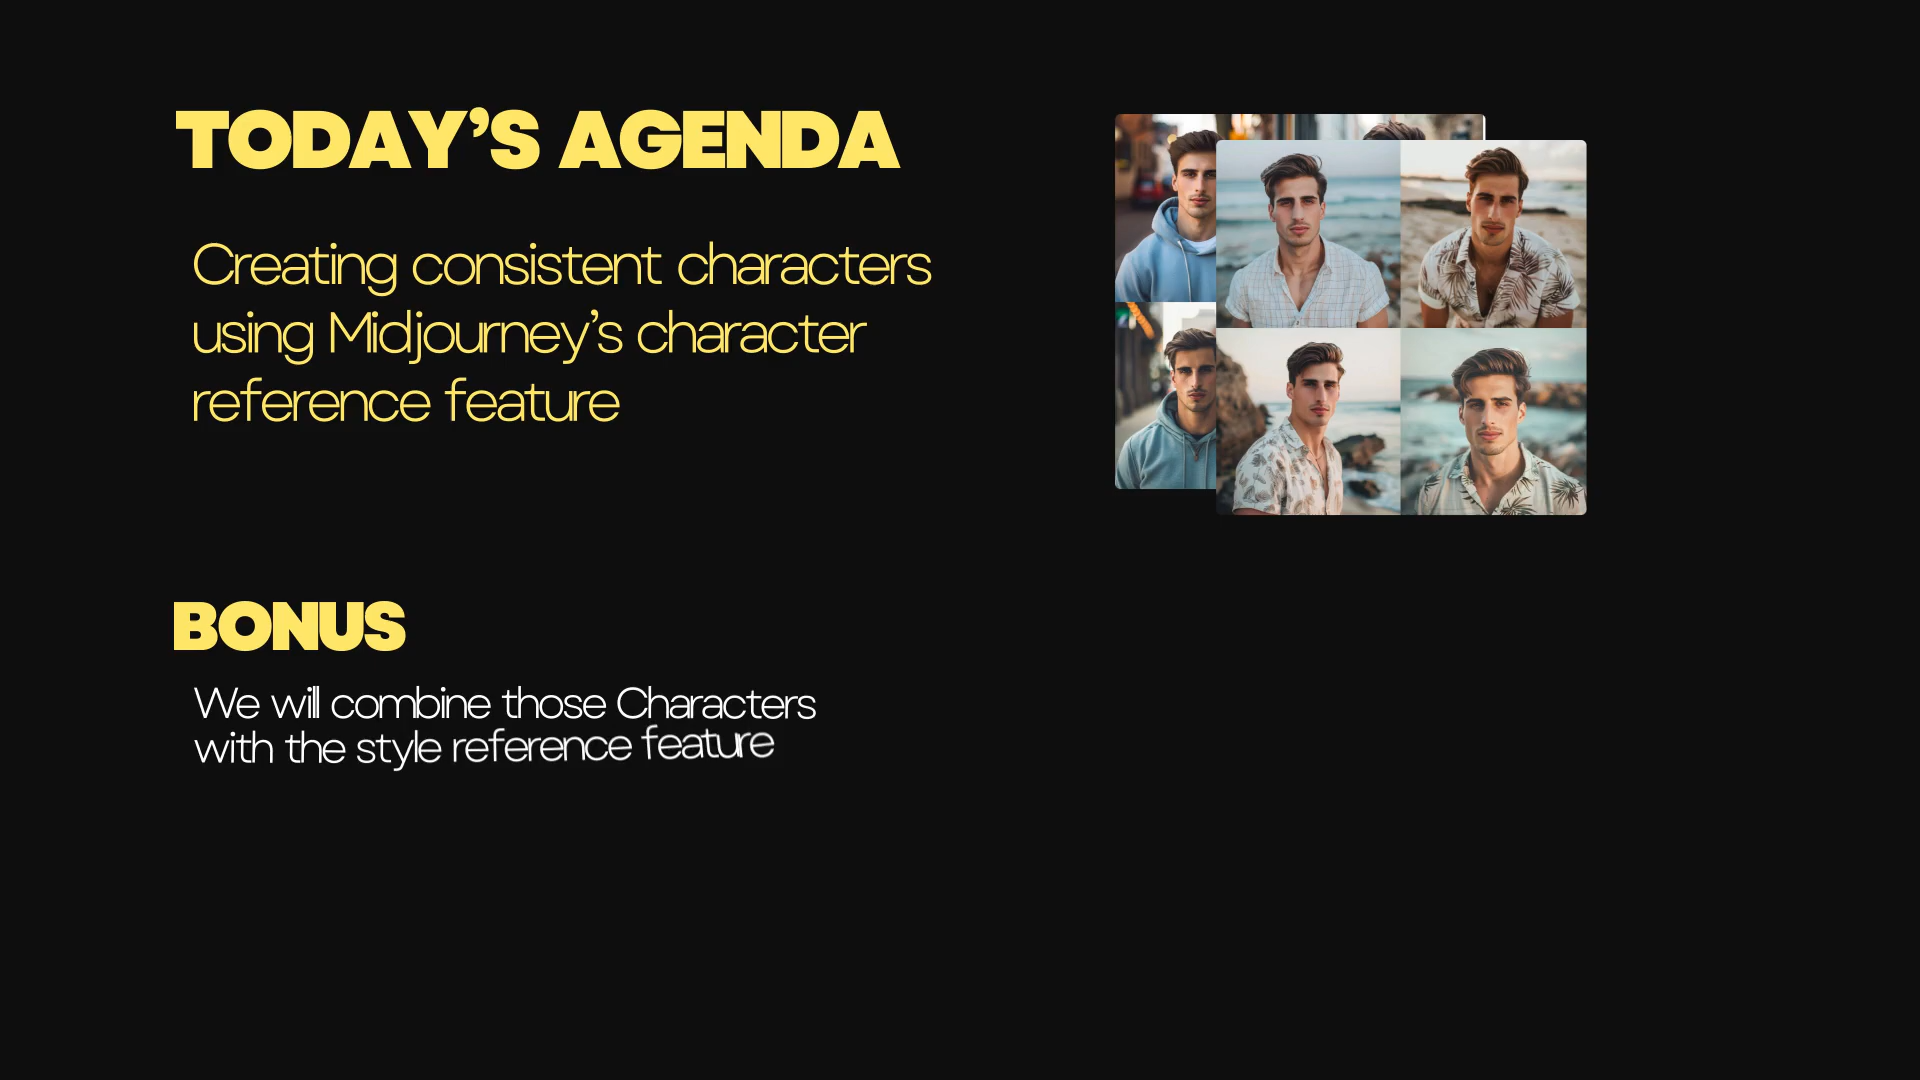 TODAY’S AGENDA
Creating consistent characters
using Midjourney’s character
reference feature
BONUS
We will combine those Characters
with the style reference feature